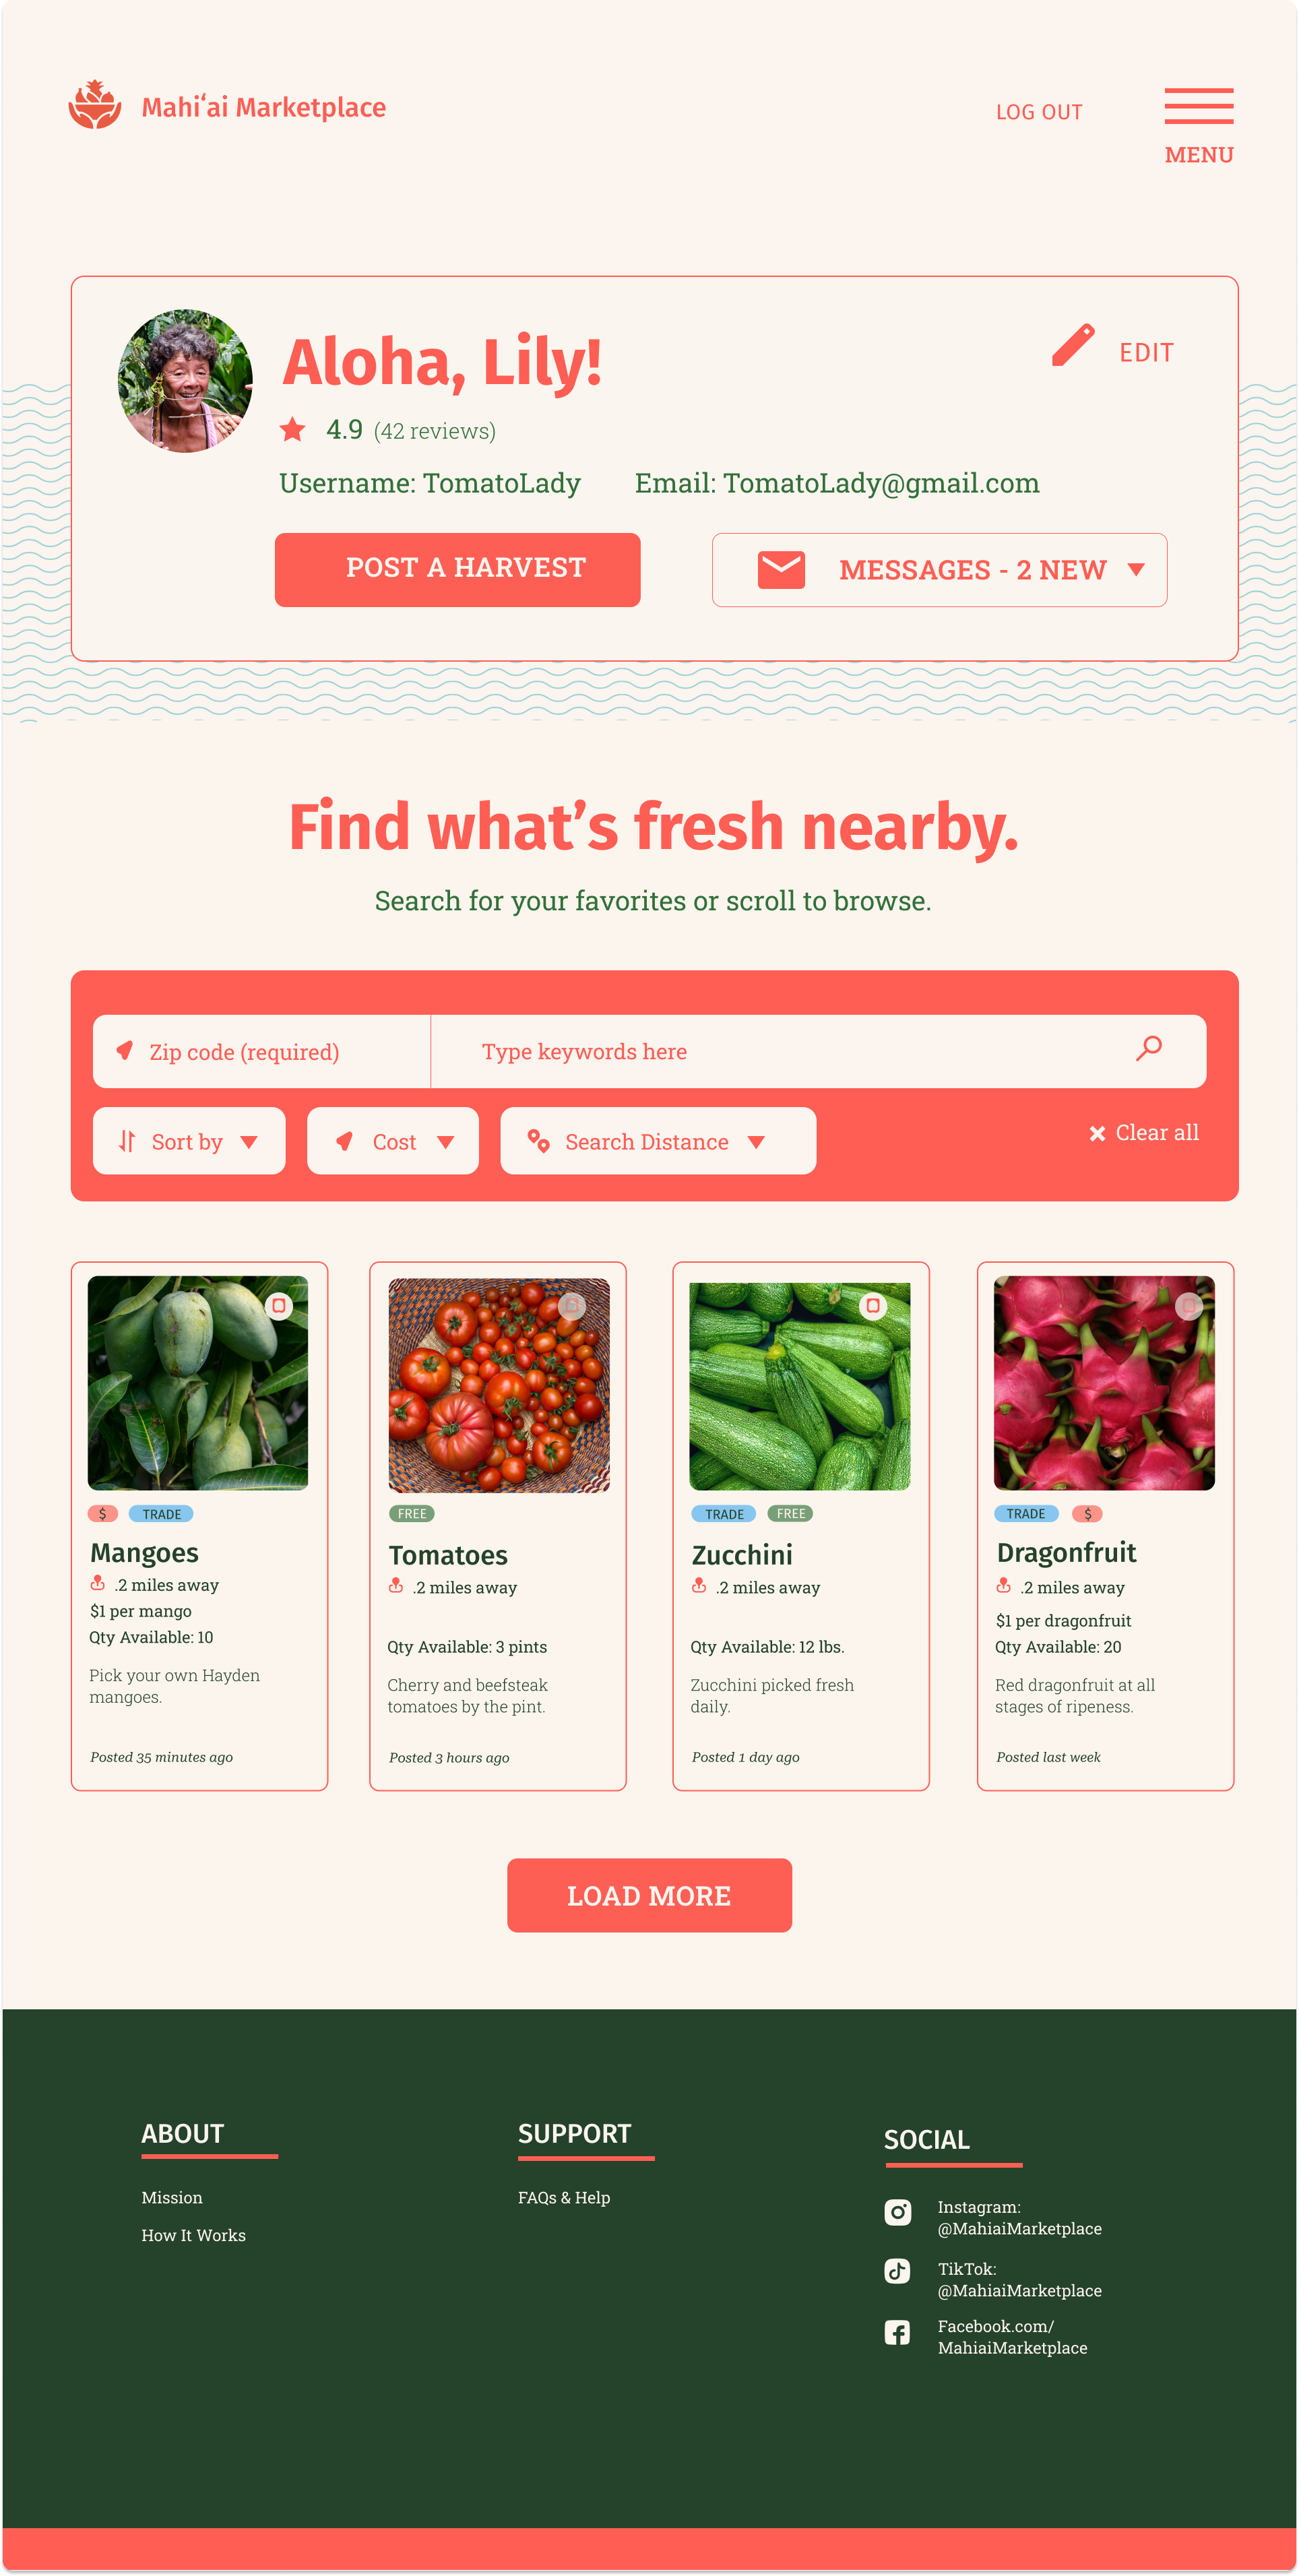 Mahiʻai Marketplace
LOG OUT
MENU
Aloha, Lily!
EDIT
4.9 (42 reviews)
Username: TomatoLady
Email: TomatoLady@gmail.com
POST A HARVEST
MESSAGES - 2 NEW
Find what’s fresh nearby.
Search for your favorites or scroll to browse.
Zip code (required)
Type keywords here
Sort by
Cost
Search Distance
Clear all
$ TRADE
Mangoes
.2 miles away
$1 per mango
Qty Available: 10
Pick your own Hayden
mangoes.
Posted 35 minutes ago
FREE
Tomatoes
.2 miles away
Qty Available: 3 pints
Cherry and beefsteak
tomatoes by the pint.
Posted 3 hours ago
TRADE FREE
Zucchini
.2 miles away
Qty Available: 12 lbs.
Zucchini picked fresh
daily.
Posted 1 day ago
TRADE $
Dragonfruit
.2 miles away
$1 per dragonfruit
Qty Available: 20
Red dragonfruit at all
stages of ripeness.
Posted last week
LOAD MORE
ABOUT
Mission
How It Works
SUPPORT
FAQs & Help
SOCIAL
Instagram:
@MahiaiMarketplace
TikTok:
@MahiaiMarketplace
Facebook.com/
MahiaiMarketplace